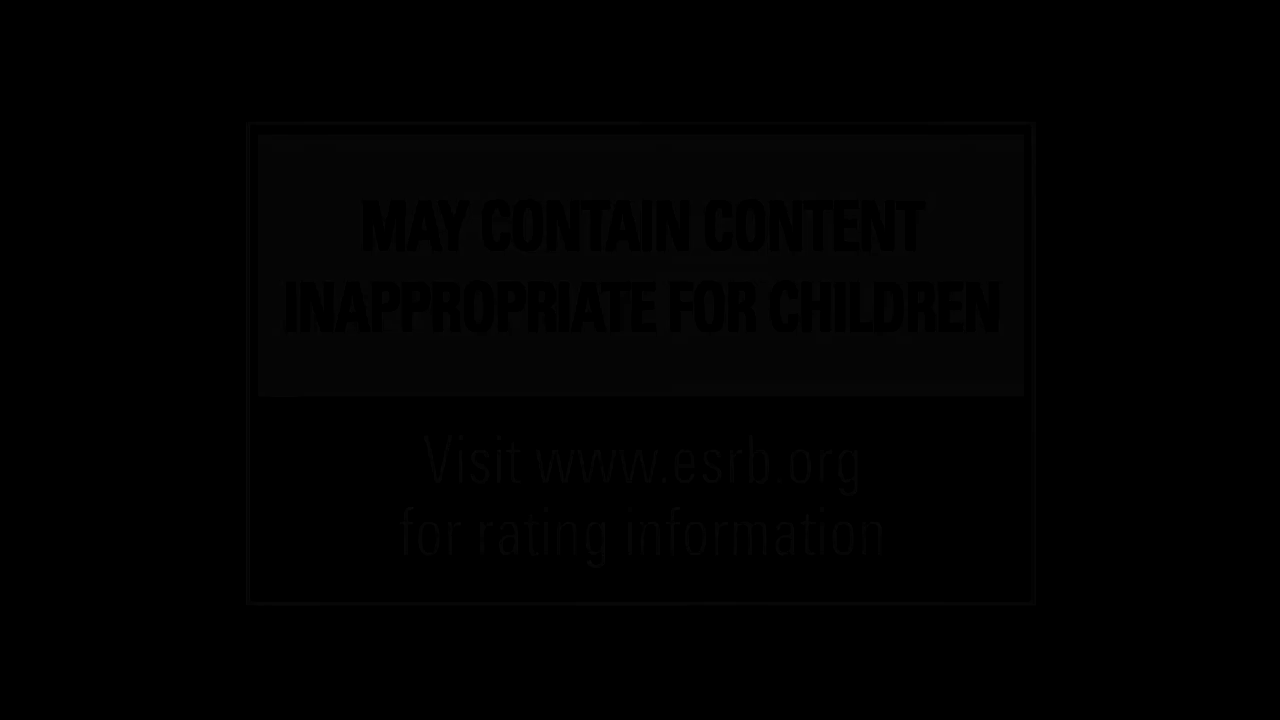 MAY CONTAIN CONTENT
INAPPROPRIATE FOR CHILDREN
Visit www.esrb.org
for rating information